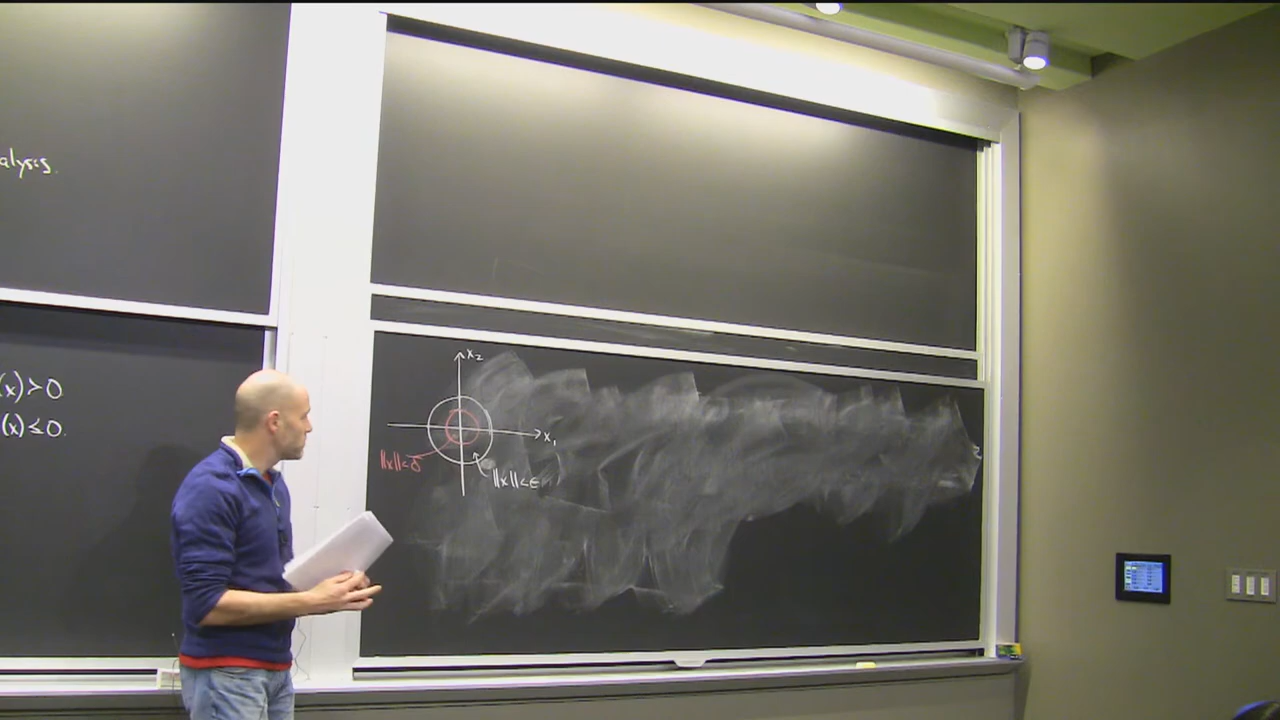 alysis.
(x) > 0.
(x) ≤ 0.
x₂
x₁
||x||<δ
||x||<ϵ